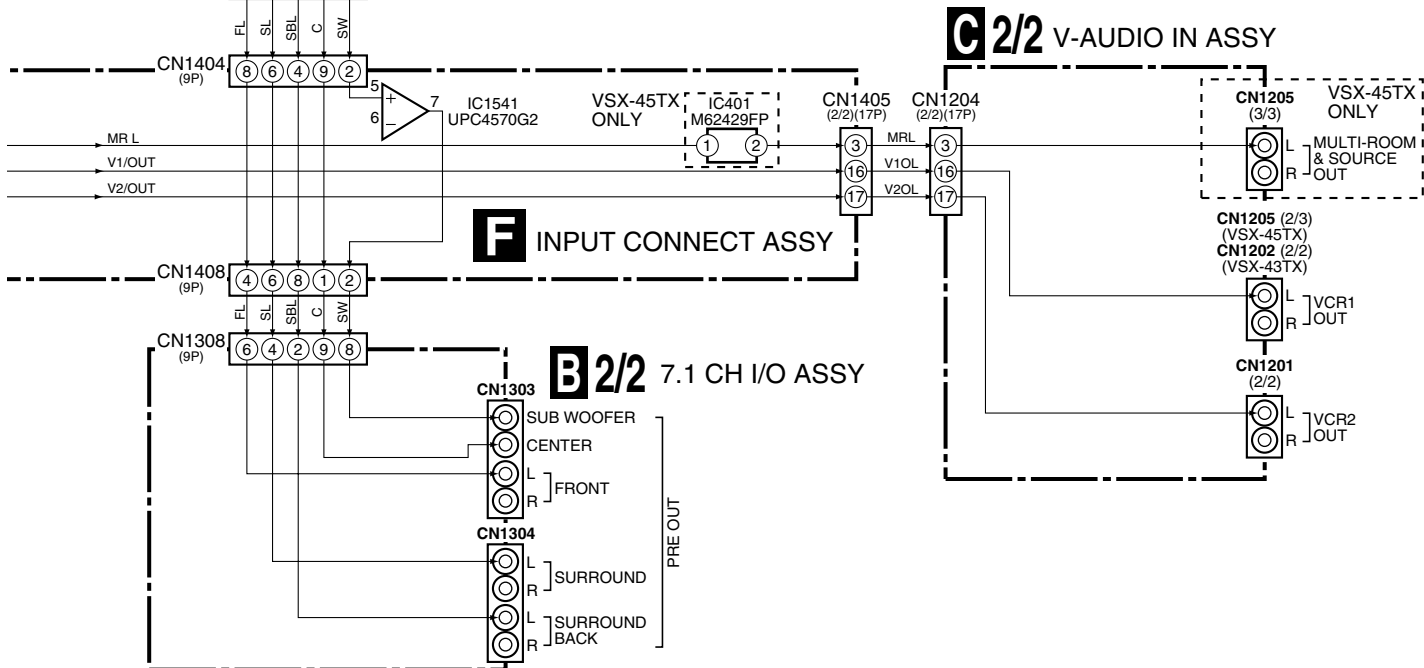 FL SL SBL C SW
C 2/2 V-AUDIO IN ASSY
CN1404
(9P)
8 6 4 9 2
5
+
6
−
7
IC1541
UPC4570G2
VSX-45TX
ONLY
IC401
M62429FP
1 2
CN1405
(2/2)(17P)
CN1204
(2/2)(17P)
CN1205
(3/3)
VSX-45TX
ONLY
MR L
3 MRL 3
L
R
MULTI-ROOM
& SOURCE
OUT
V1/OUT
16 V1OL 16
V2/OUT
17 V2OL 17
F INPUT CONNECT ASSY
CN1205 (2/3)
(VSX-45TX)
CN1202 (2/2)
(VSX-43TX)
L
R
VCR1
OUT
CN1408
(9P)
4 6 8 1 2
FL SL SBL C SW
CN1308
(9P)
6 4 2 9 8
B 2/2 7.1 CH I/O ASSY
CN1201
(2/2)
L
R
VCR2
OUT
CN1303
SUB WOOFER
CENTER
L
R
FRONT
PRE OUT
CN1304
L
R
SURROUND
L
R
SURROUND
BACK